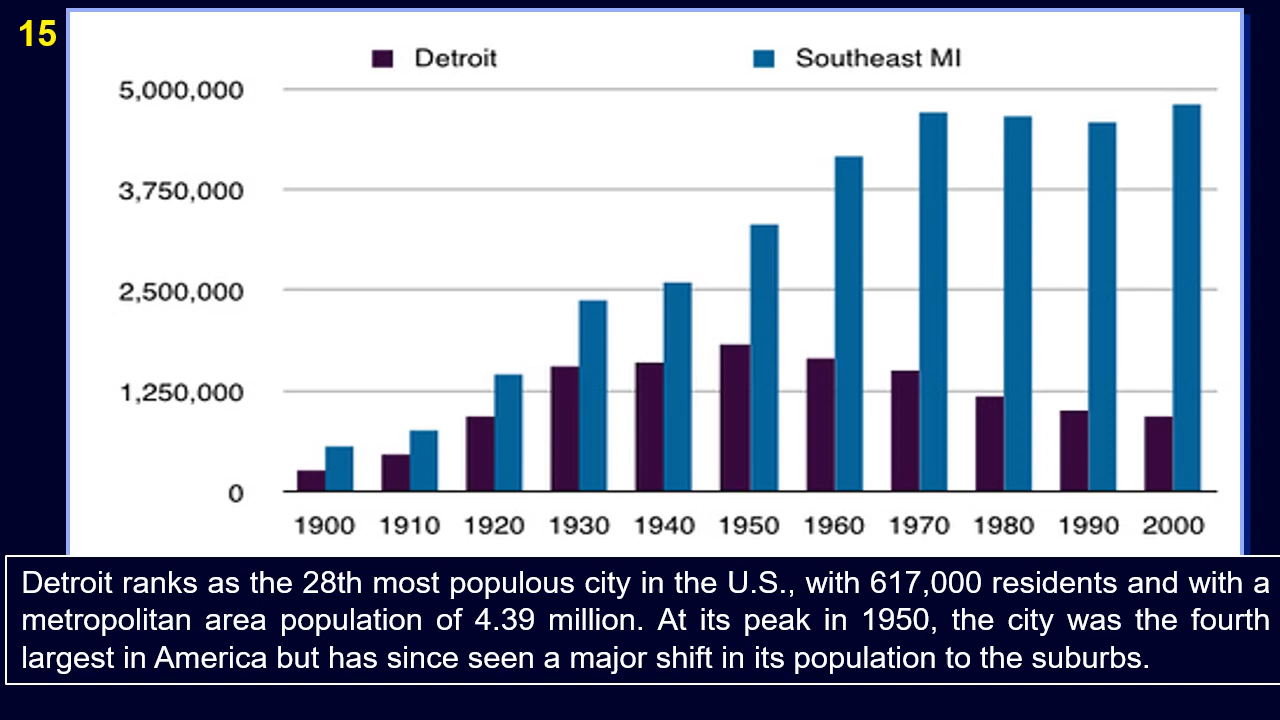 15
Detroit Southeast MI
5,000,000
3,750,000
2,500,000
1,250,000
0
1900 1910 1920 1930 1940 1950 1960 1970 1980 1990 2000
Detroit ranks as the 28th most populous city in the U.S., with 617,000 residents and with a
metropolitan area population of 4.39 million. At its peak in 1950, the city was the fourth
largest in America but has since seen a major shift in its population to the suburbs.